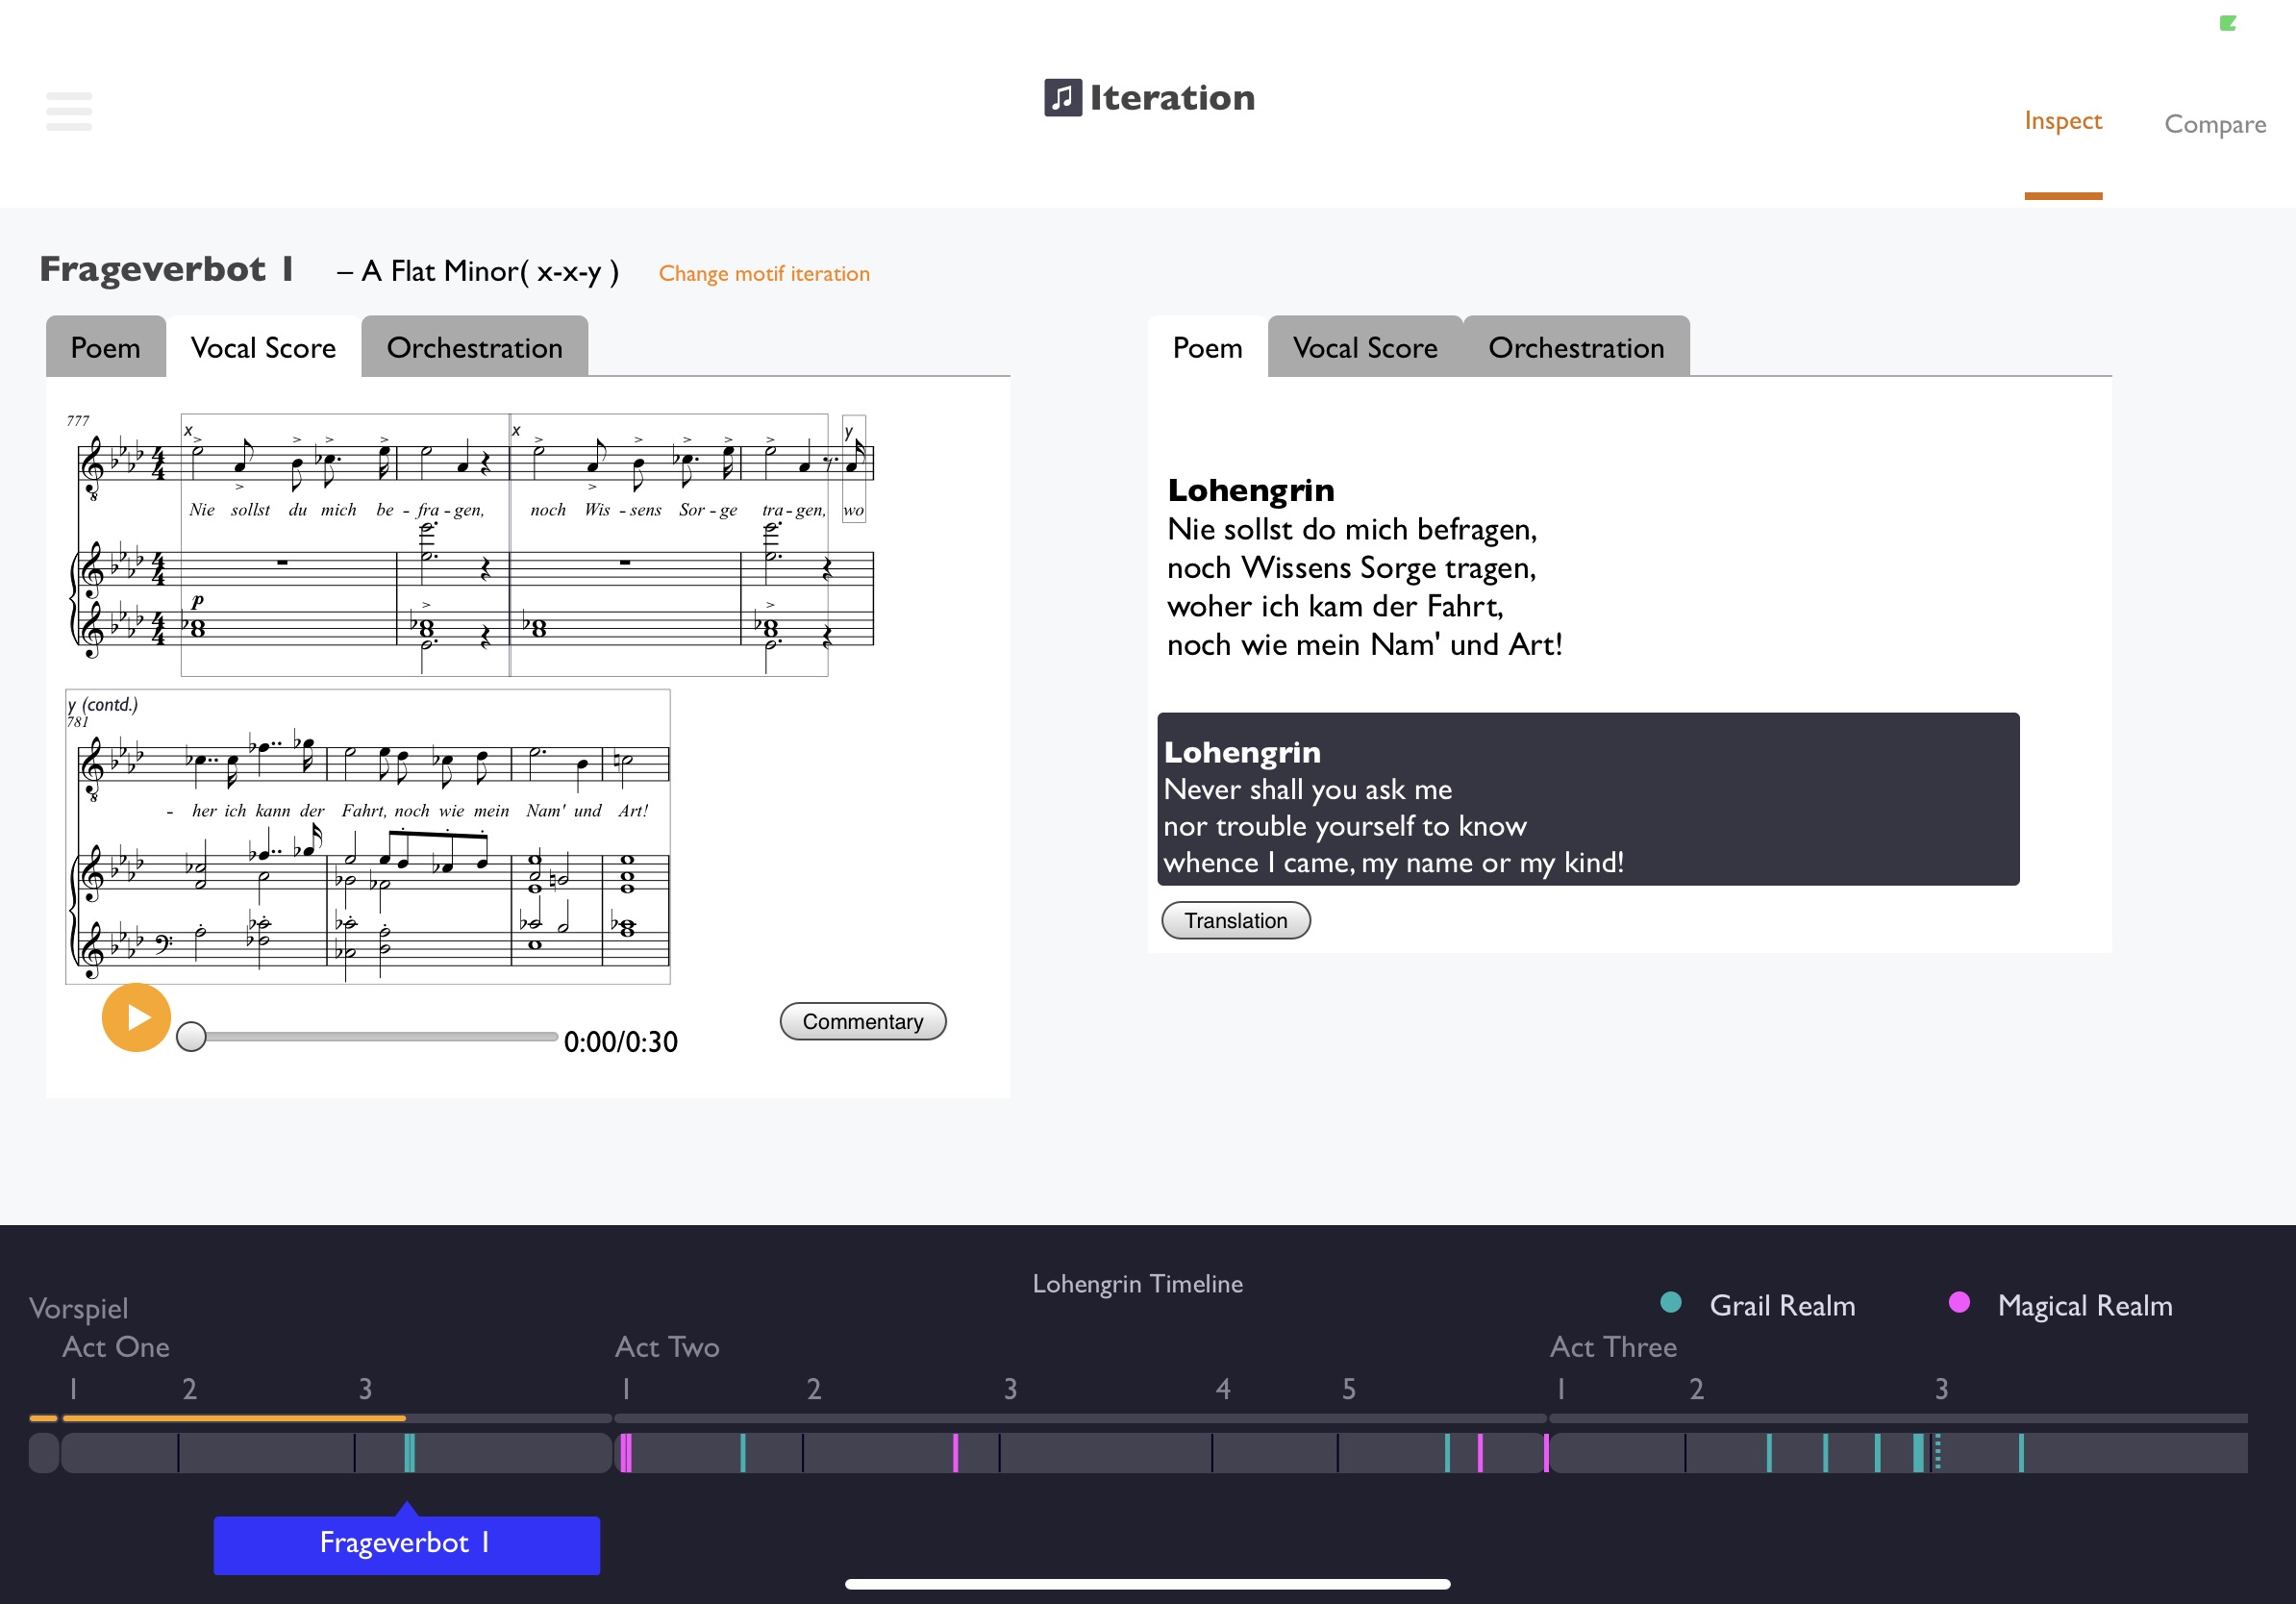 Iteration
Inspect
Compare
Frageverbot 1 – A Flat Minor( x-x-y ) Change motif iteration
Poem Vocal Score Orchestration
777
x x y
Nie sollst du mich be - fra - gen, noch Wis - sens Sor - ge tra - gen, wo
p
y (contd.)
781
- her ich kann der Fahrt, noch wie mein Nam' und Art!
0:00/0:30
Commentary
Poem Vocal Score Orchestration
Lohengrin
Nie sollst do mich befragen,
noch Wissens Sorge tragen,
woher ich kam der Fahrt,
noch wie mein Nam' und Art!
Lohengrin
Never shall you ask me
nor trouble yourself to know
whence I came, my name or my kind!
Translation
Lohengrin Timeline
Grail Realm Magical Realm
Vorspiel
Act One Act Two Act Three
1 2 3 1 2 3 4 5 1 2 3
Frageverbot 1